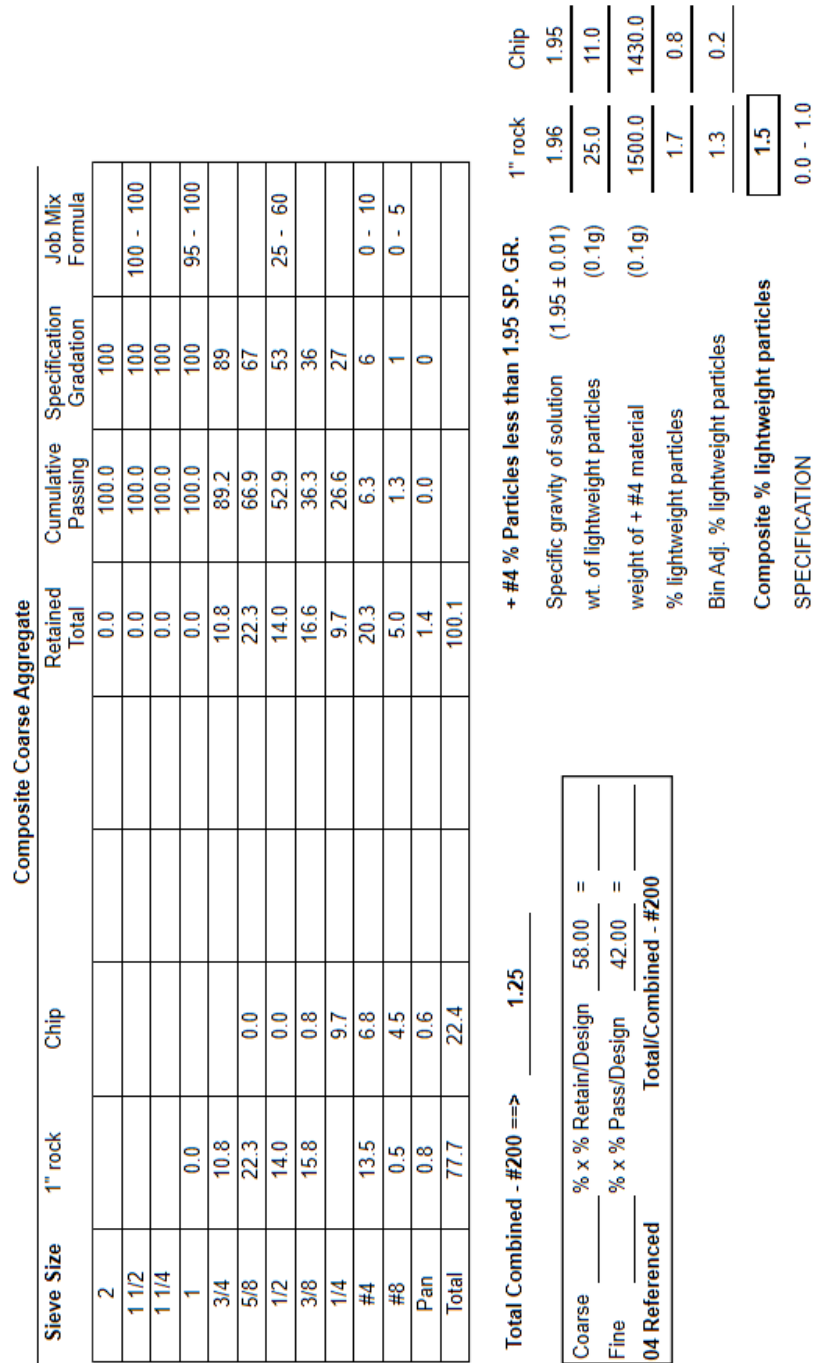 Composite Coarse Aggregate
Sieve Size 1" rock Chip Retained Total Cumulative Passing Specification Gradation Job Mix Formula
2 0.0 100.0 100
1 1/2 0.0 100.0 100 100 - 100
1 1/4 0.0 100.0 100
1 0.0 0.0 100.0 100 95 - 100
3/4 10.8 10.8 89.2 89
5/8 22.3 0.0 22.3 66.9 67
1/2 14.0 0.0 14.0 52.9 53 25 - 60
3/8 15.8 0.8 16.6 36.3 36
1/4 9.7 9.7 26.6 27
#4 13.5 6.8 20.3 6.3 6 0 - 10
#8 0.5 4.5 5.0 1.3 1 0 - 5
Pan 0.8 0.6 1.4 0.0 0
Total 77.7 22.4 100.1
Total Combined - #200 ==> 1.25
Coarse % x % Retain/Design 58.00 =
Fine % x % Pass/Design 42.00 =
04 Referenced Total/Combined - #200
+ #4 % Particles less than 1.95 SP. GR. 1" rock Chip
Specific gravity of solution (1.95 ± 0.01) 1.96 1.95
wt. of lightweight particles (0.1g) 25.0 11.0
weight of + #4 material (0.1g) 1500.0 1430.0
% lightweight particles 1.7 0.8
Bin Adj. % lightweight particles 1.3 0.2
Composite % lightweight particles 1.5
SPECIFICATION 0.0 - 1.0